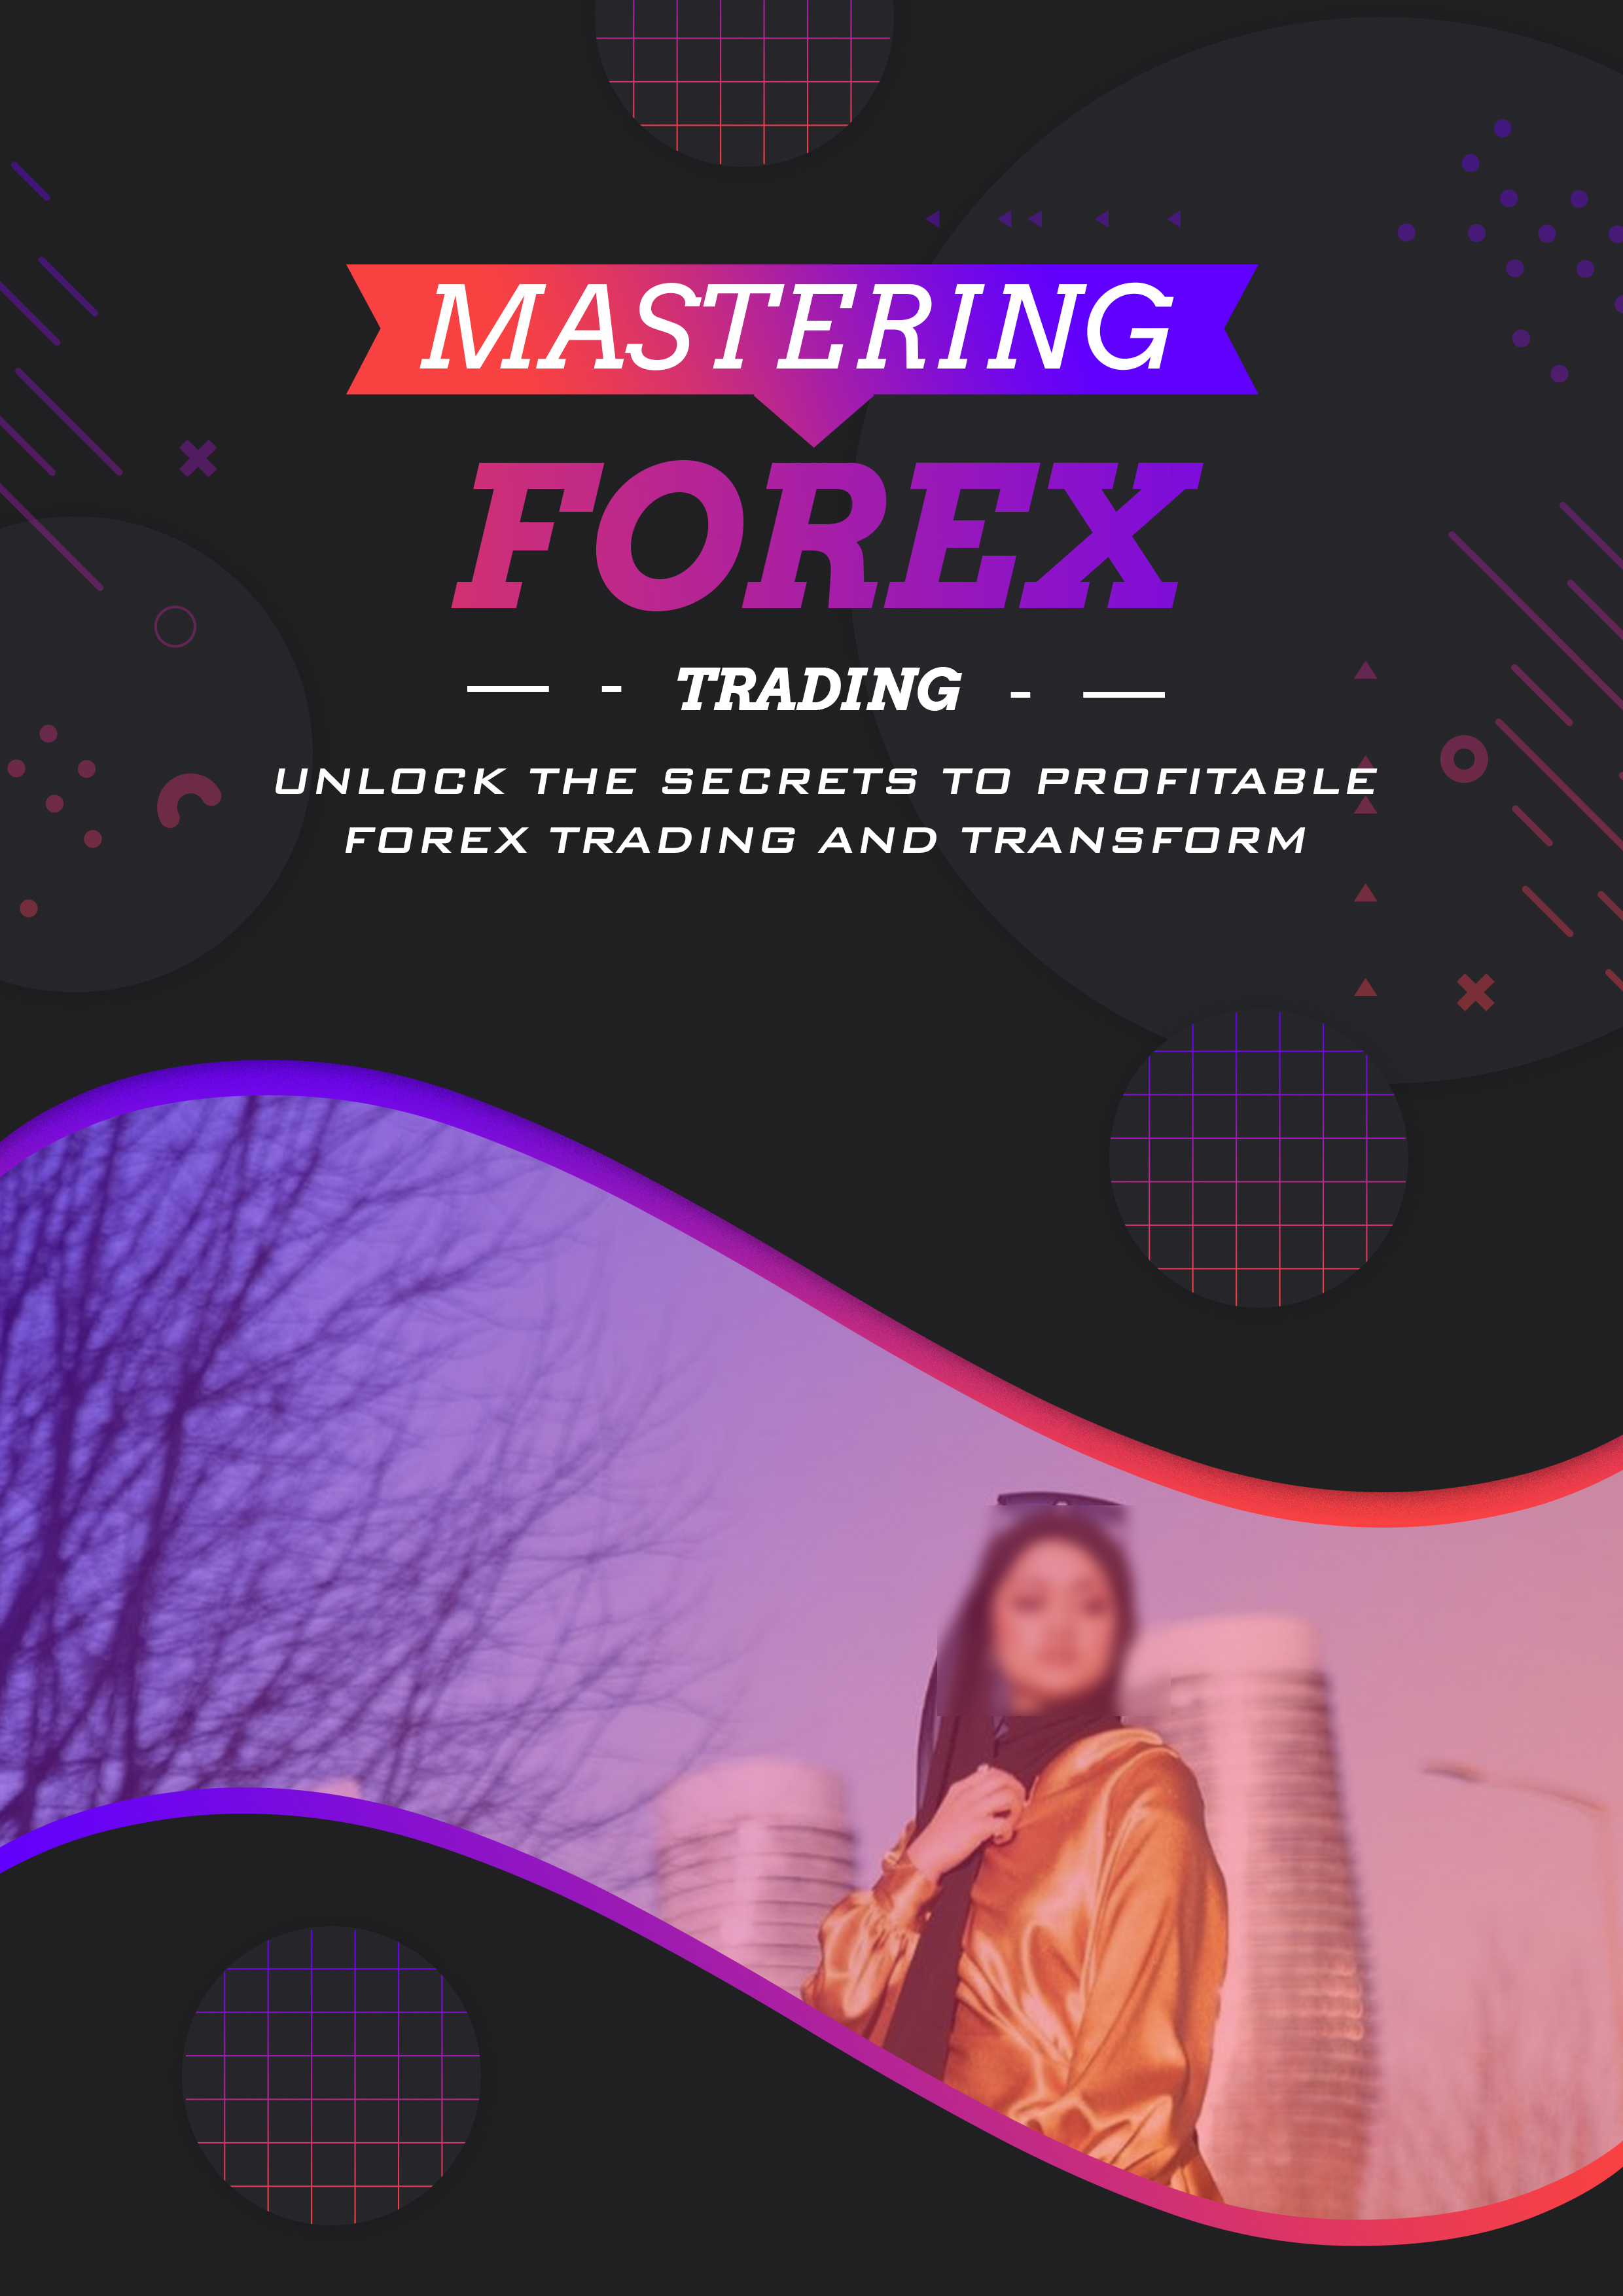 MASTERING
FOREX
TRADING
UNLOCK THE SECRETS TO PROFITABLE
FOREX TRADING AND TRANSFORM